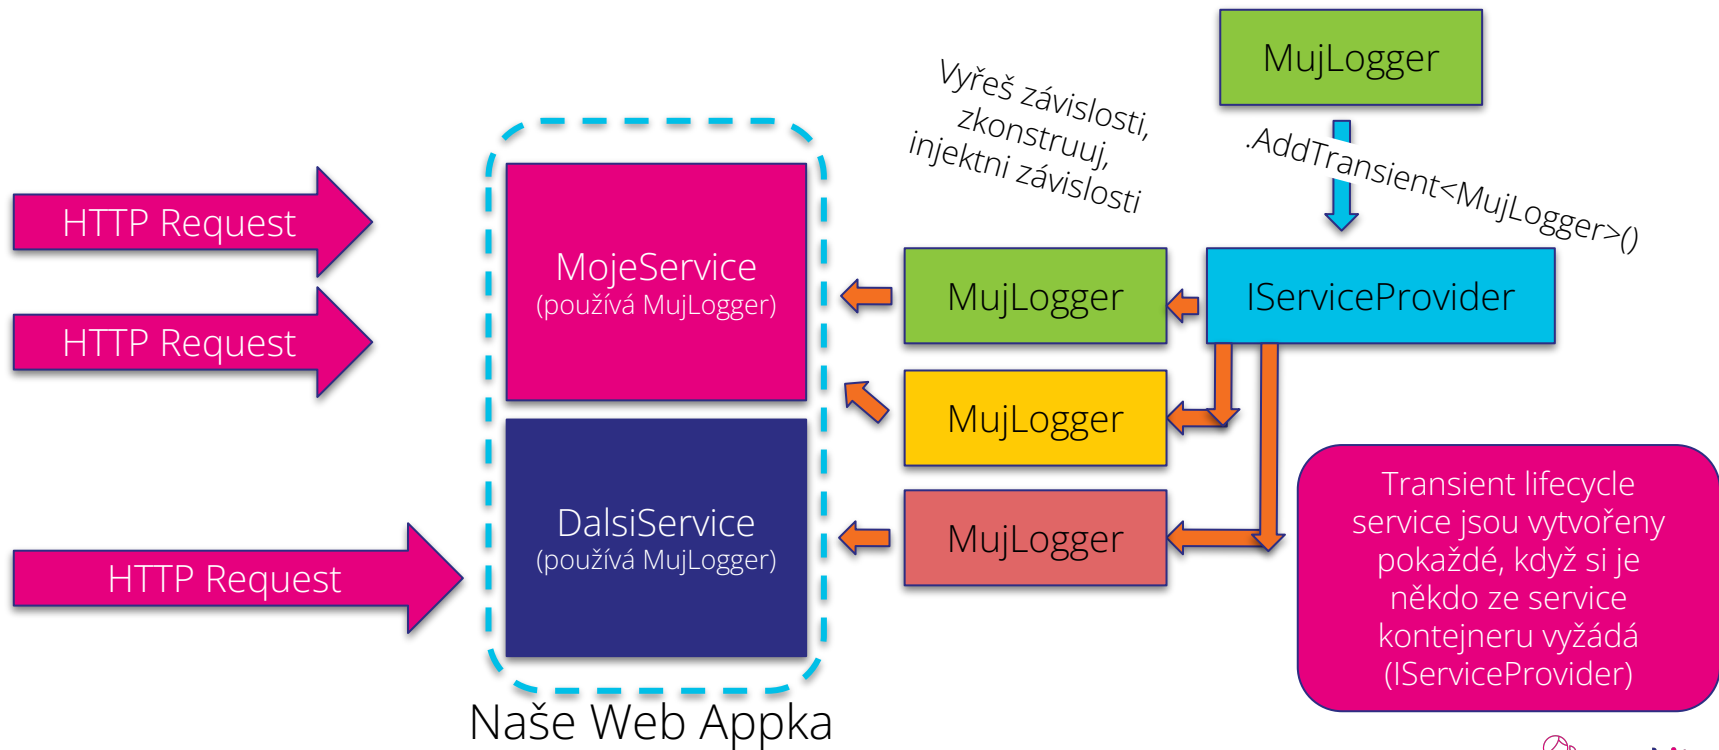 MujLogger
Vyřeš závislosti,
zkonstruuj,
injektni závislosti
.AddTransient<MujLogger>()
HTTP Request
HTTP Request
HTTP Request
MojeService
(používá MujLogger)
DalsiService
(používá MujLogger)
MujLogger
MujLogger
MujLogger
IServiceProvider
Transient lifecycle
service jsou vytvořeny
pokaždé, když si je
někdo ze service
kontejneru vyžádá
(IServiceProvider)
Naše Web Appka